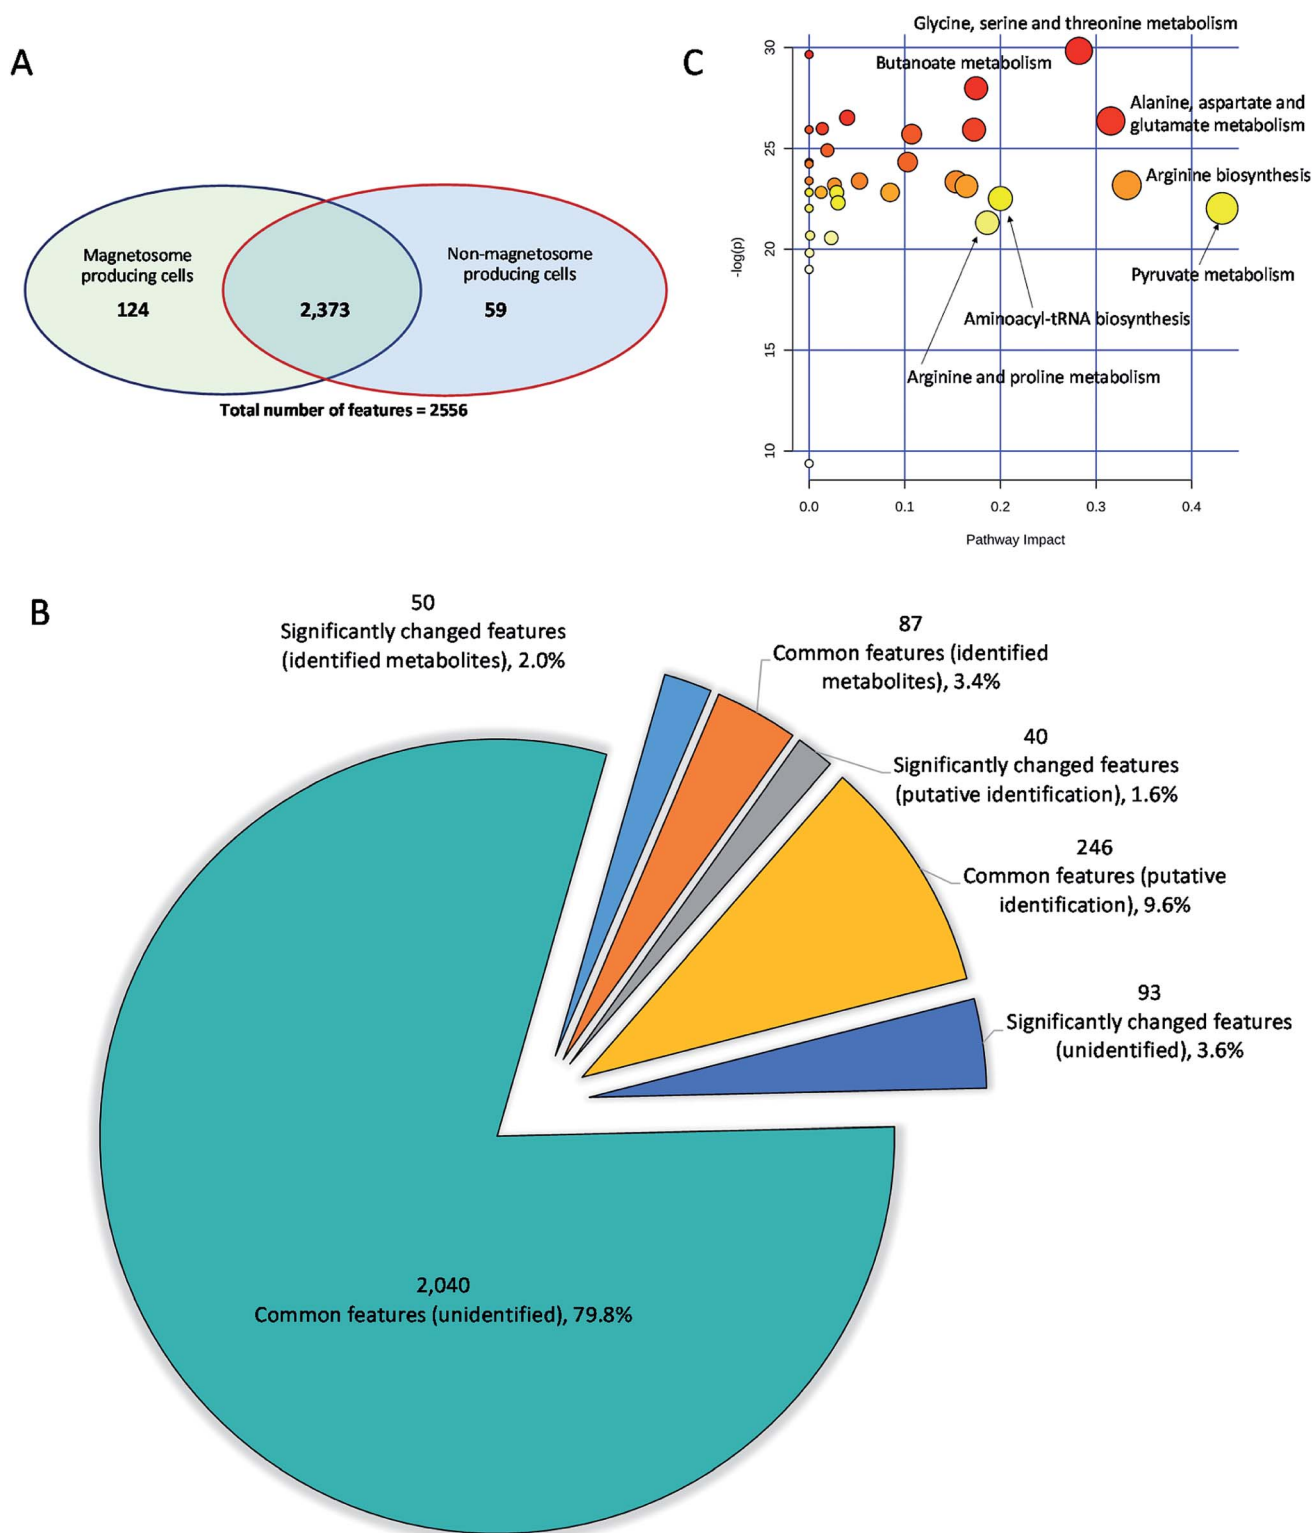 A
Magnetosome
producing cells
124
2,373
Non-magnetosome
producing cells
59
Total number of features = 2556
C
Glycine, serine and threonine metabolism
Butanoate metabolism
Alanine, aspartate and
glutamate metabolism
Arginine biosynthesis
Pyruvate metabolism
Aminoacyl-tRNA biosynthesis
Arginine and proline metabolism
-log(p)
30
25
20
15
10
0.0
0.1
0.2
0.3
0.4
Pathway Impact
B
50
Significantly changed features
(identified metabolites), 2.0%
87
Common features (identified
metabolites), 3.4%
40
Significantly changed features
(putative identification), 1.6%
246
Common features (putative
identification), 9.6%
93
Significantly changed features
(unidentified), 3.6%
2,040
Common features (unidentified), 79.8%